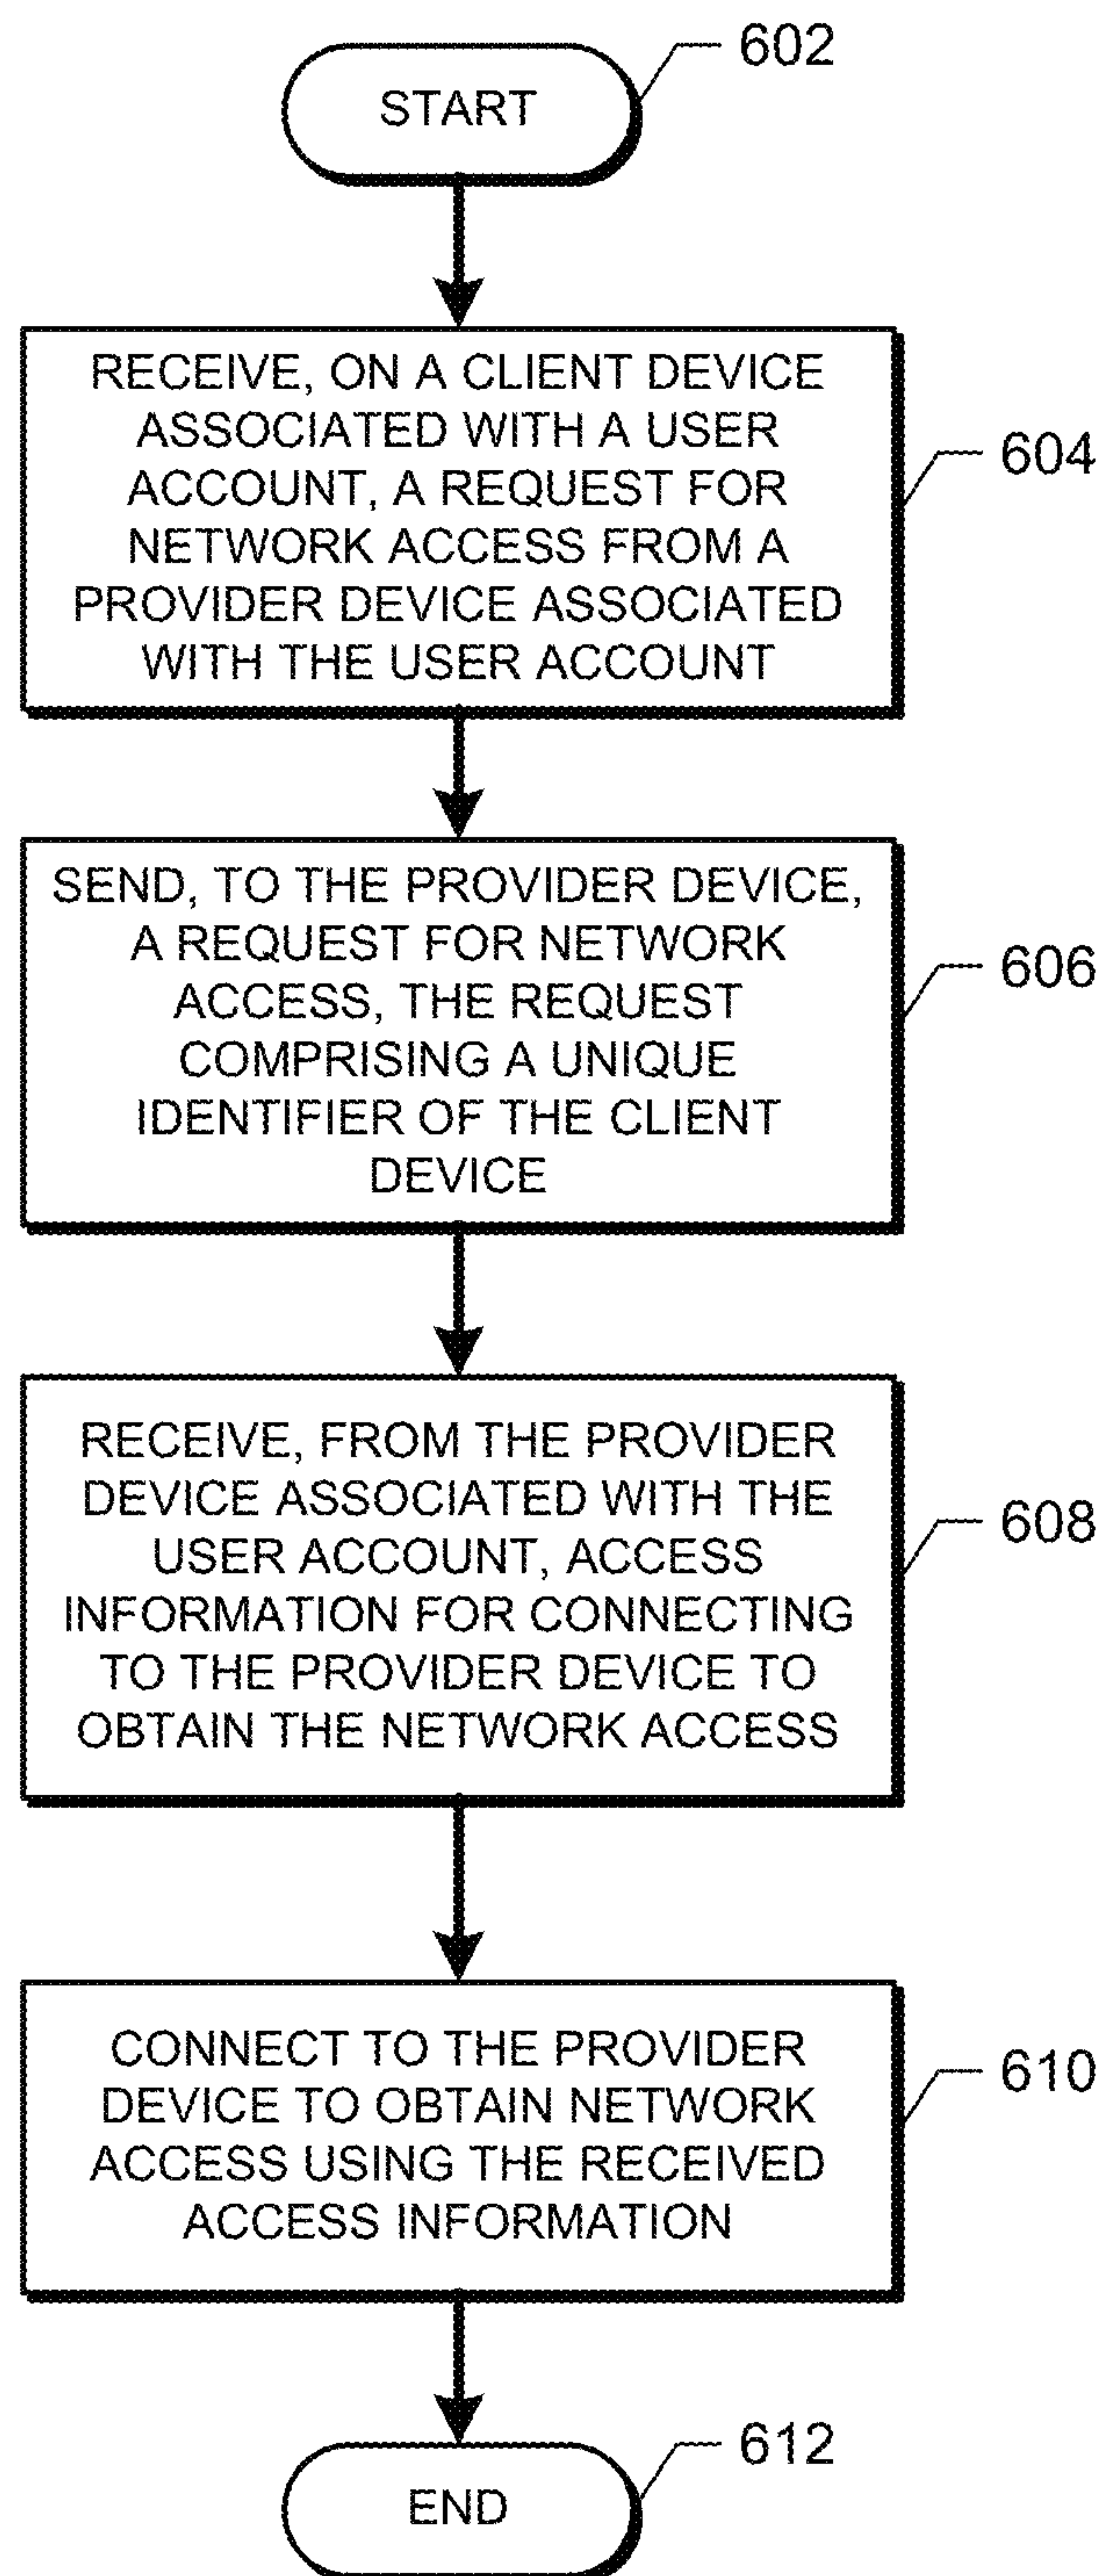 602
START
RECEIVE, ON A CLIENT DEVICE
ASSOCIATED WITH A USER
ACCOUNT, A REQUEST FOR
NETWORK ACCESS FROM A
PROVIDER DEVICE ASSOCIATED
WITH THE USER ACCOUNT
604
SEND, TO THE PROVIDER DEVICE,
A REQUEST FOR NETWORK
ACCESS, THE REQUEST
COMPRISING A UNIQUE
IDENTIFIER OF THE CLIENT
DEVICE
606
RECEIVE, FROM THE PROVIDER
DEVICE ASSOCIATED WITH THE
USER ACCOUNT, ACCESS
INFORMATION FOR CONNECTING
TO THE PROVIDER DEVICE TO
OBTAIN THE NETWORK ACCESS
608
CONNECT TO THE PROVIDER
DEVICE TO OBTAIN NETWORK
ACCESS USING THE RECEIVED
ACCESS INFORMATION
610
612
END